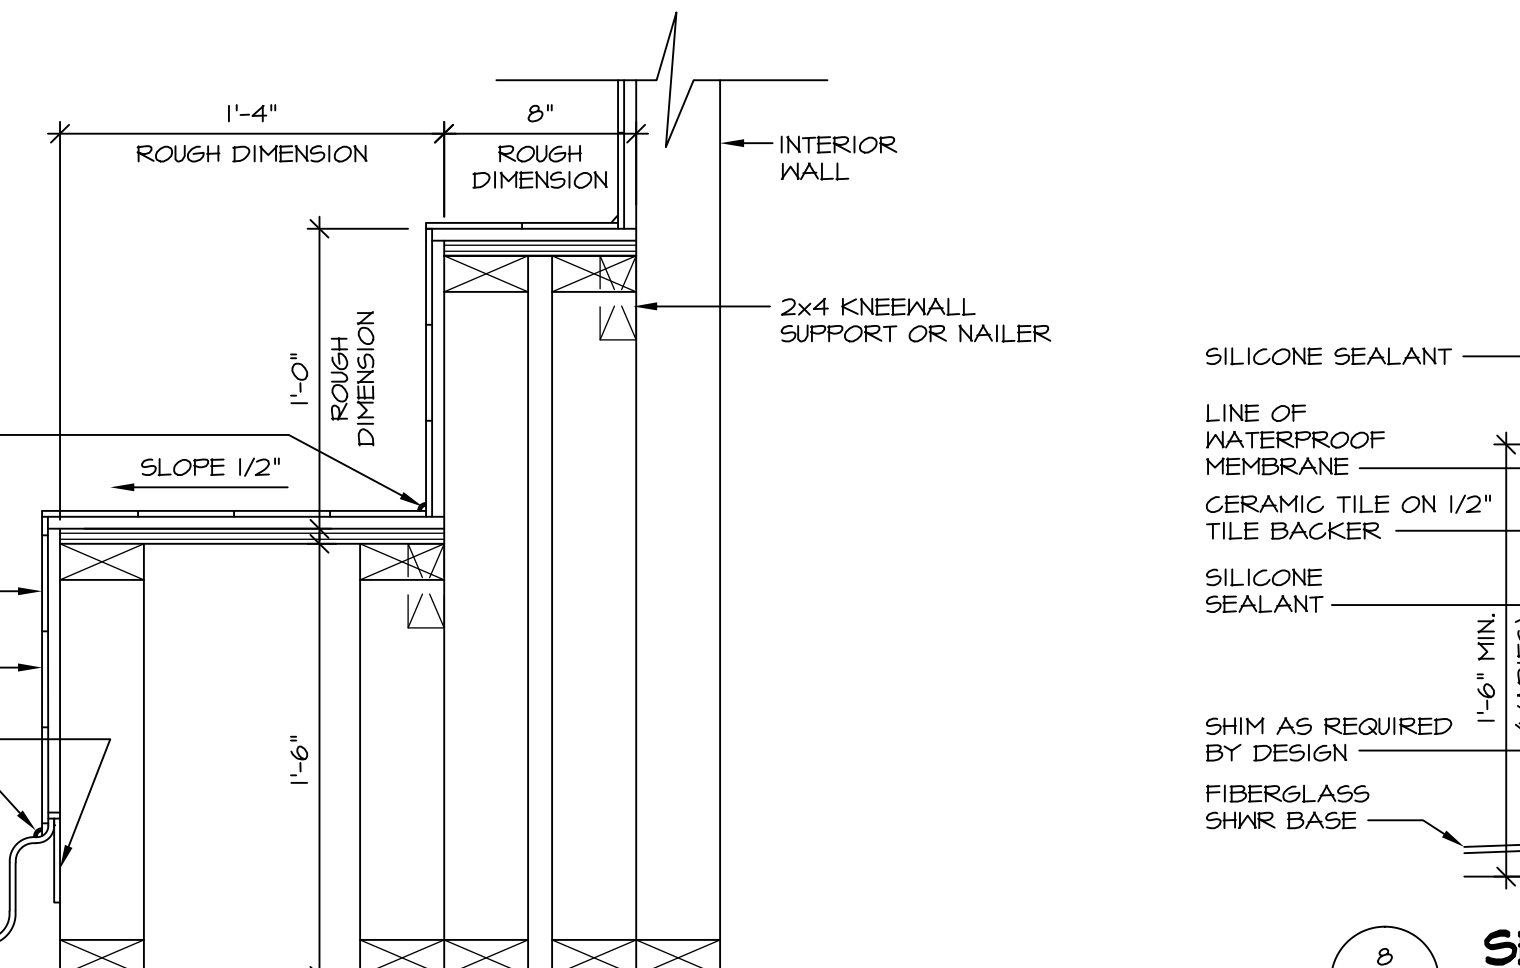 1'-4"
ROUGH DIMENSION
8"
ROUGH
DIMENSION
INTERIOR
WALL
2x4 KNEEWALL
SUPPORT OR NAILER
1'-0"
ROUGH
DIMENSION
SLOPE 1/2"
1'-6"
SILICONE SEALANT
LINE OF
WATERPROOF
MEMBRANE
CERAMIC TILE ON 1/2"
TILE BACKER
SILICONE
SEALANT
1'-6" MIN.
SHIM AS REQUIRED
BY DESIGN
FIBERGLASS
SHWR BASE
8